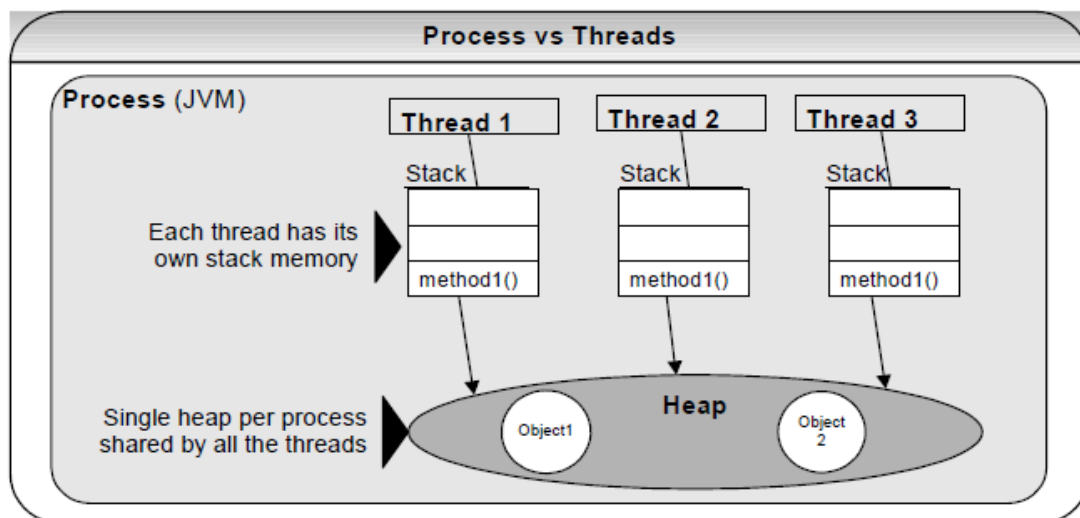 Process vs Threads
Process (JVM)
Thread 1
Thread 2
Thread 3
Stack
Stack
Stack
Each thread has its
own stack memory
method1()
method1()
method1()
Single heap per process
shared by all the threads
Heap
Object1
Object
2